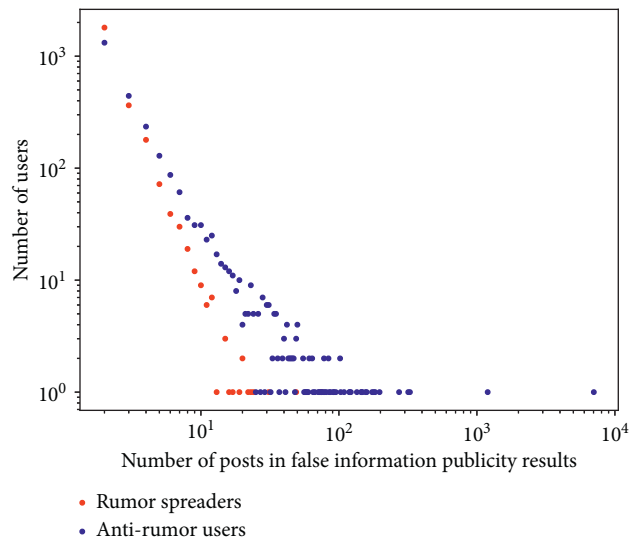 10³
10²
10¹
10⁰
Number of users
10¹
10²
10³
10⁴
Number of posts in false information publicity results
Rumor spreaders
Anti-rumor users